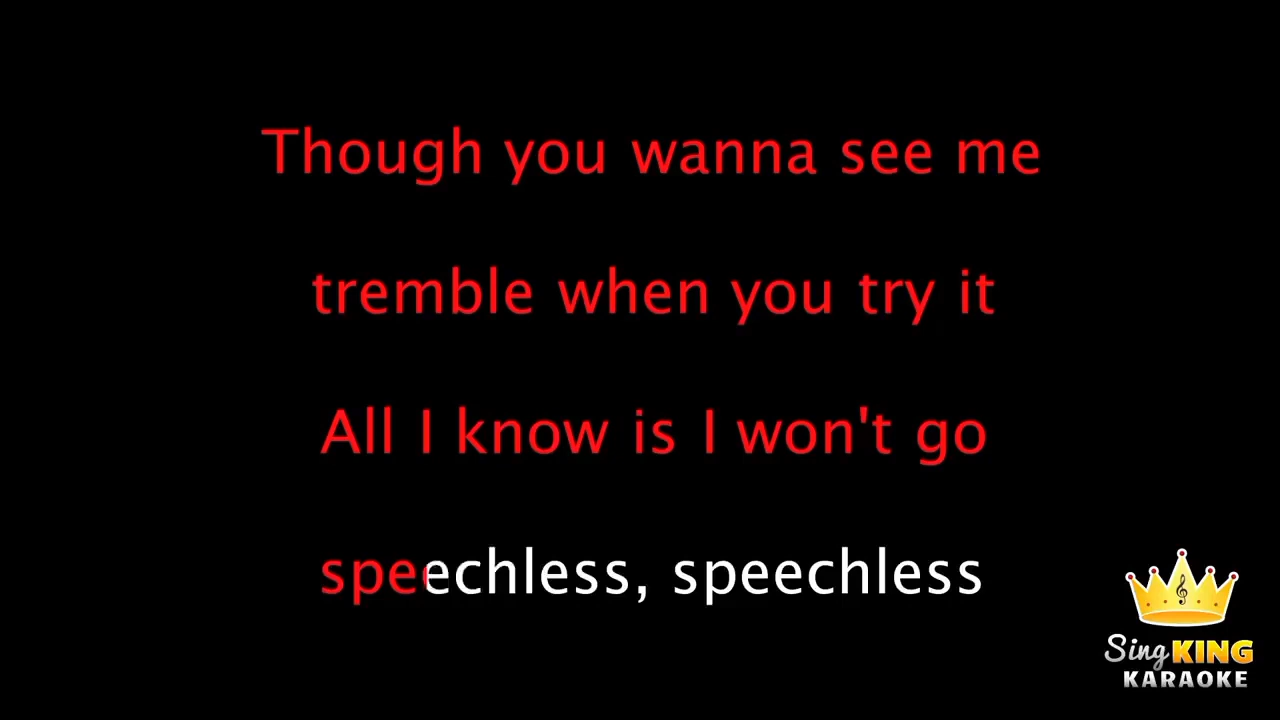 Though you wanna see me
tremble when you try it
All I know is I won't go
speechless, speechless
Sing KING
KARAOKE